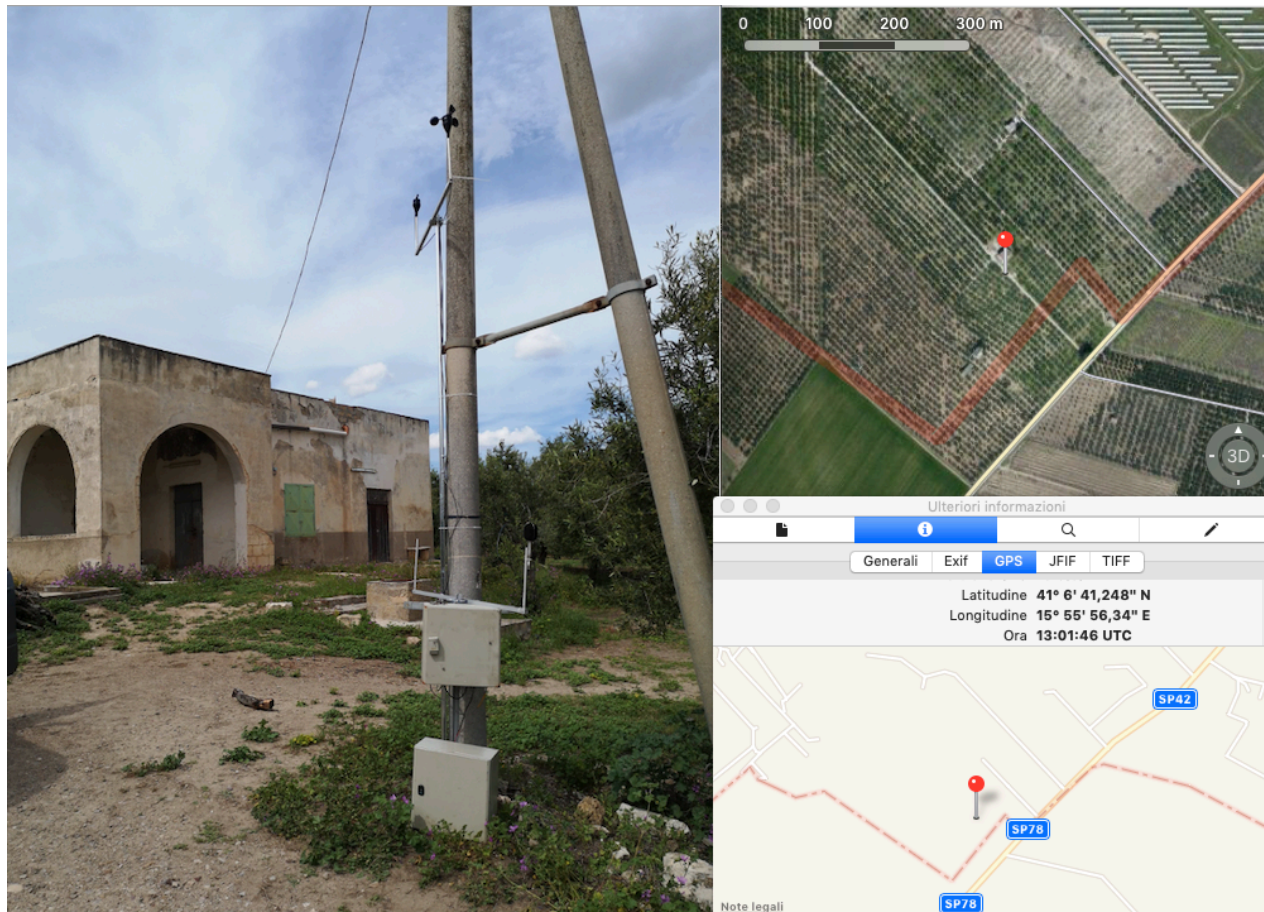 0 100 200 300 m
3D
Ulteriori informazioni
Generali Exif GPS JFIF TIFF
Latitudine 41° 6' 41,248" N
Longitudine 15° 55' 56,34" E
Ora 13:01:46 UTC
SP42
SP78
SP78
Note legali